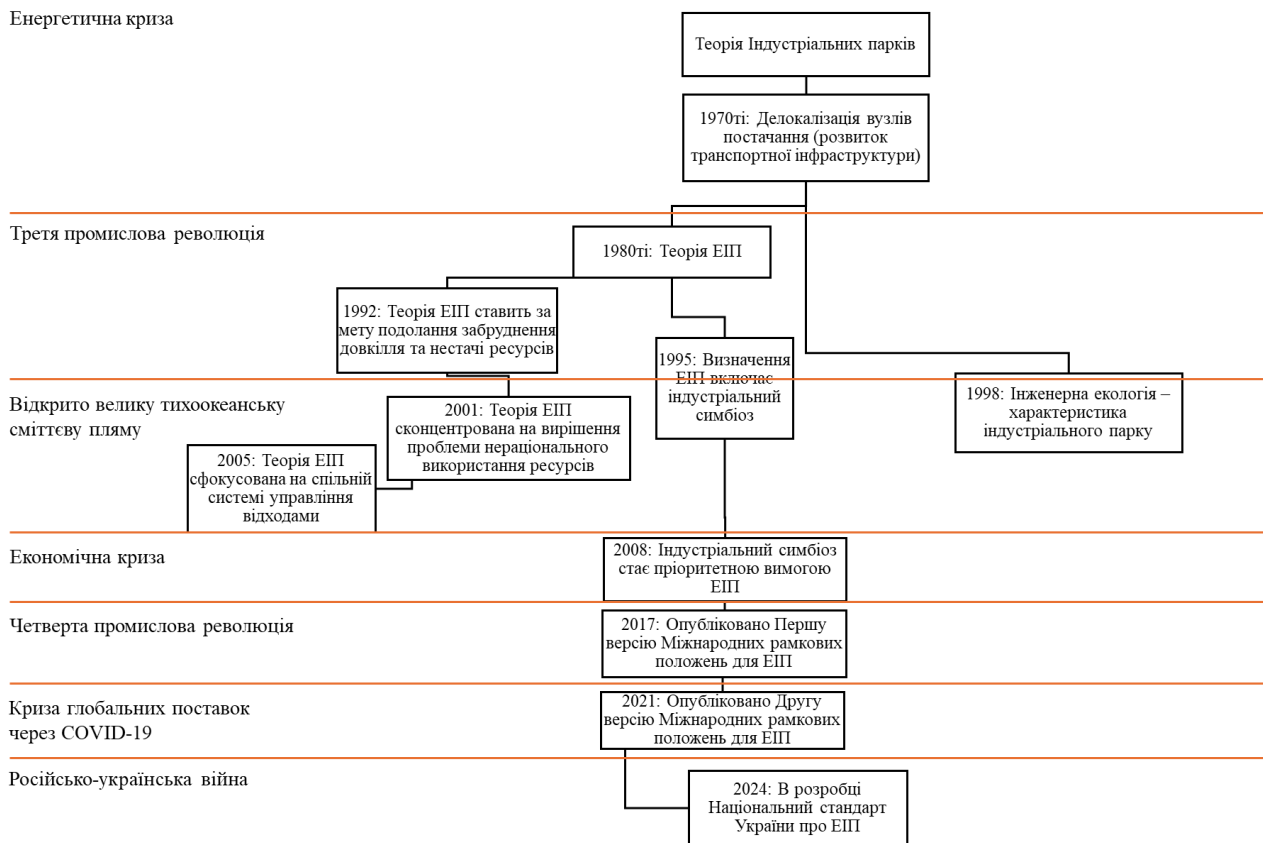 Енергетична криза
Теорія Індустріальних парків
1970ті: Делокалізація вузлів
постачання (розвиток
транспортної інфраструктури)
Третя промислова революція
1980ті: Теорія ЕІП
1992: Теорія ЕІП ставить за
мету подолання забруднення
довкілля та нестачі ресурсів
1995: Визначення
ЕІП включає
індустріальний
симбіоз
1998: Інженерна екологія –
характеристика
індустріального парку
Відкрито велику тихоокеанську
сміттєву пляму
2001: Теорія ЕІП
сконцентрована на вирішення
проблеми нераціонального
використання ресурсів
2005: Теорія ЕІП
сфокусована на спільній
системі управління
відходами
Економічна криза
2008: Індустріальний симбіоз
стає пріоритетною вимогою
ЕІП
Четверта промислова революція
2017: Опубліковано Першу
версію Міжнародних рамкових
положень для ЕІП
Криза глобальних поставок
через COVID-19
2021: Опубліковано Другу
версію Міжнародних рамкових
положень для ЕІП
Російсько-українська війна
2024: В розробці
Національний стандарт
України про ЕІП